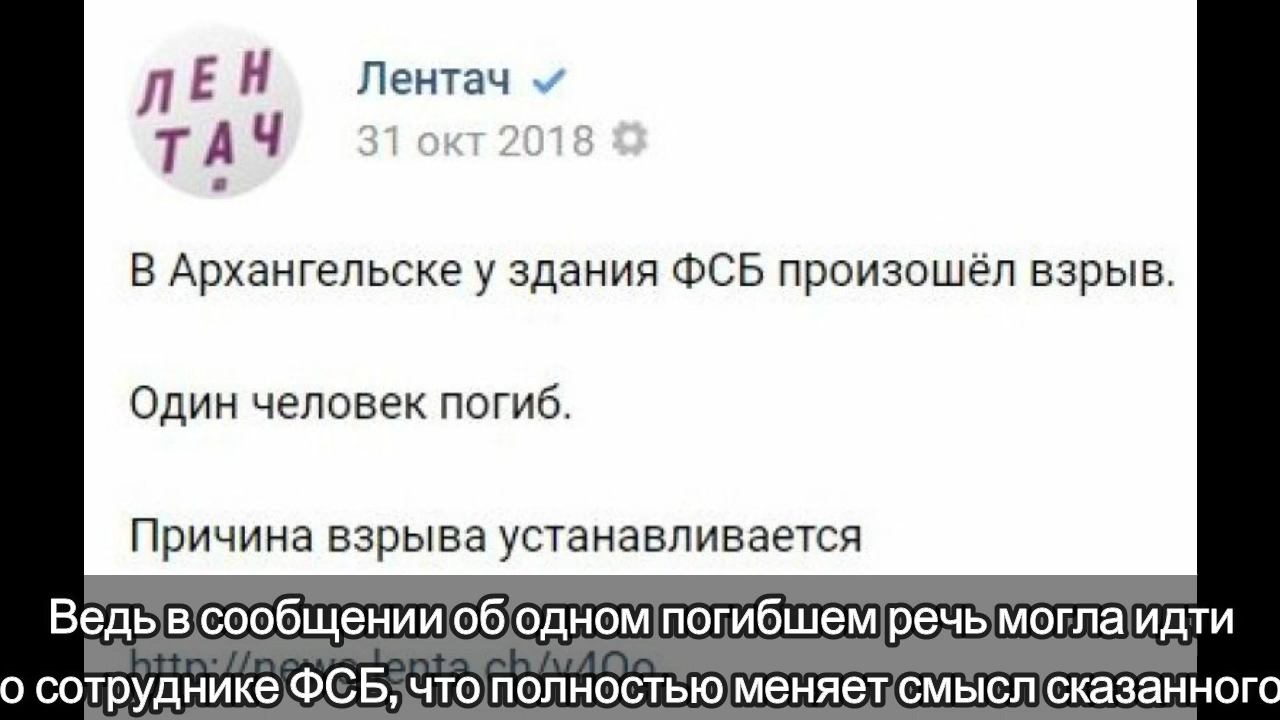 ЛЕН
ТАЧ
Лентач
31 окт 2018
В Архангельске у здания ФСБ произошёл взрыв.
Один человек погиб.
Причина взрыва устанавливается
Ведь в сообщении об одном погибшем речь могла идти
о сотруднике ФСБ, что полностью меняет смысл сказанного